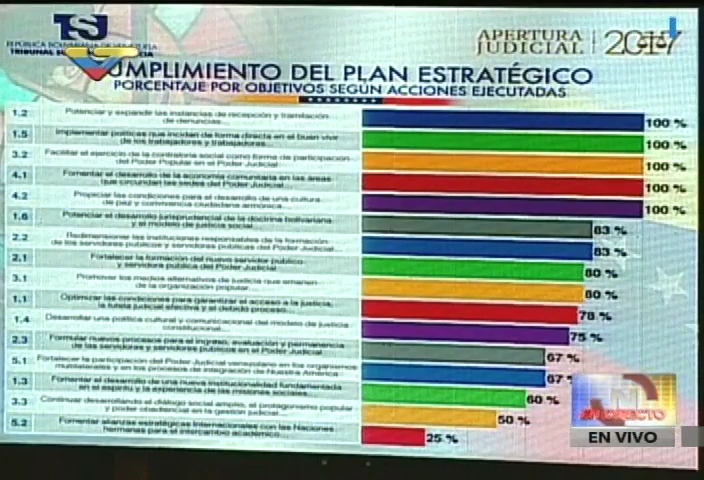 TSJ
REPÚBLICA BOLIVARIANA DE VENEZUELA
TRIBUNAL
APERTURA
JUDICIAL
2017
UMPLIMIENTO DEL PLAN ESTRATÉGICO
PORCENTAJE POR OBJETIVOS SEGÚN ACCIONES EJECUTADAS
1.2 Potenciar y expandir las instancias de recepción y tramitación
de denuncias... 100 %
1.5 Implementar políticas que incidan de forma directa en el buen vivir
de los trabajadores y trabajadoras... 100 %
3.2 Facilitar el ejercicio de la contraloría social como forma de participación
del Poder Popular en el Poder Judicial... 100 %
4.1 Fomentar el desarrollo de la economía comunitaria en las áreas
que circundan las sedes del Poder Judicial... 100 %
4.2 Propiciar las condiciones para el desarrollo de una cultura
de paz y convivencia ciudadana armónica... 100 %
1.6 Potenciar el desarrollo jurisprudencial de la doctrina bolivariana
y el modelo de justicia social... 83 %
2.2 Redimensionar las instituciones responsables de la formación
de los servidores públicos y servidoras públicas del Poder Judicial... 83 %
2.1 Fortalecer la formación del nuevo servidor público
y servidora pública del Poder Judicial 80 %
3.1 Promover los medios alternativos de justicia que emanen
de la organización popular... 80 %
1.1 Optimizar las condiciones para garantizar el acceso a la justicia,
la tutela judicial efectiva y el debido proceso... 78 %
1.4 Desarrollar una política cultural y comunicacional del modelo de justicia
constitucional... 75 %
2.3 Formular nuevos procesos para el ingreso, evaluación y permanencia
de las servidoras y servidores públicos en el Poder Judicial 67 %
5.1 Fortalecer la participación del Poder Judicial venezolano en los organismos
multilaterales y en los procesos de integración de Nuestra América 67 %
1.3 Fomentar el desarrollo de una nueva institucionalidad fundamentada
en el espíritu y la experiencia de las misiones sociales 60 %
3.3 Continuar desarrollando el diálogo social amplio, el protagonismo popular
y poder obediencial en la gestión judicial... 50 %
5.2 Fomentar alianzas estratégicas Internacionales con las Naciones
hermanas para el intercambio académico... 25 %
EN DIRECTO
EN VIVO